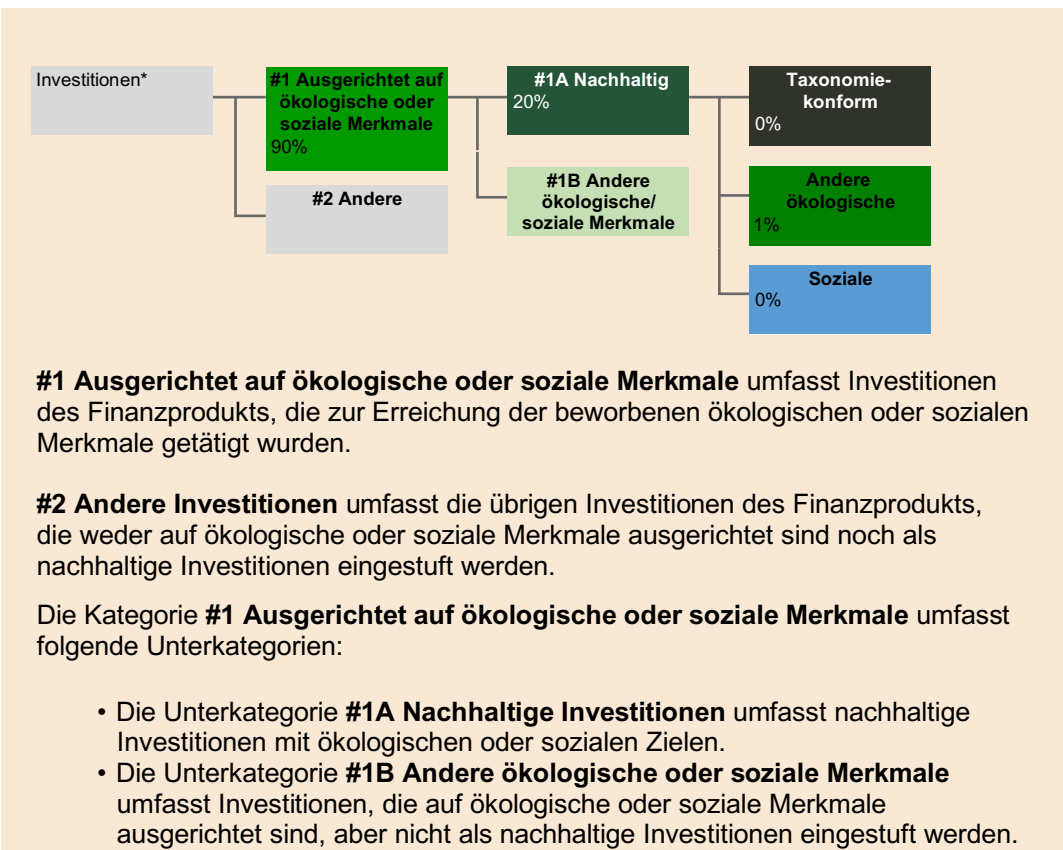 Investitionen*
#1 Ausgerichtet auf
ökologische oder
soziale Merkmale
90%
#2 Andere
#1A Nachhaltig
20%
#1B Andere
ökologische/
soziale Merkmale
Taxonomie-
konform
0%
Andere
ökologische
1%
Soziale
0%
#1 Ausgerichtet auf ökologische oder soziale Merkmale umfasst Investitionen
des Finanzprodukts, die zur Erreichung der beworbenen ökologischen oder sozialen
Merkmale getätigt wurden.
#2 Andere Investitionen umfasst die übrigen Investitionen des Finanzprodukts,
die weder auf ökologische oder soziale Merkmale ausgerichtet sind noch als
nachhaltige Investitionen eingestuft werden.
Die Kategorie #1 Ausgerichtet auf ökologische oder soziale Merkmale umfasst
folgende Unterkategorien:
• Die Unterkategorie #1A Nachhaltige Investitionen umfasst nachhaltige
Investitionen mit ökologischen oder sozialen Zielen.
• Die Unterkategorie #1B Andere ökologische oder soziale Merkmale
umfasst Investitionen, die auf ökologische oder soziale Merkmale
ausgerichtet sind, aber nicht als nachhaltige Investitionen eingestuft werden.